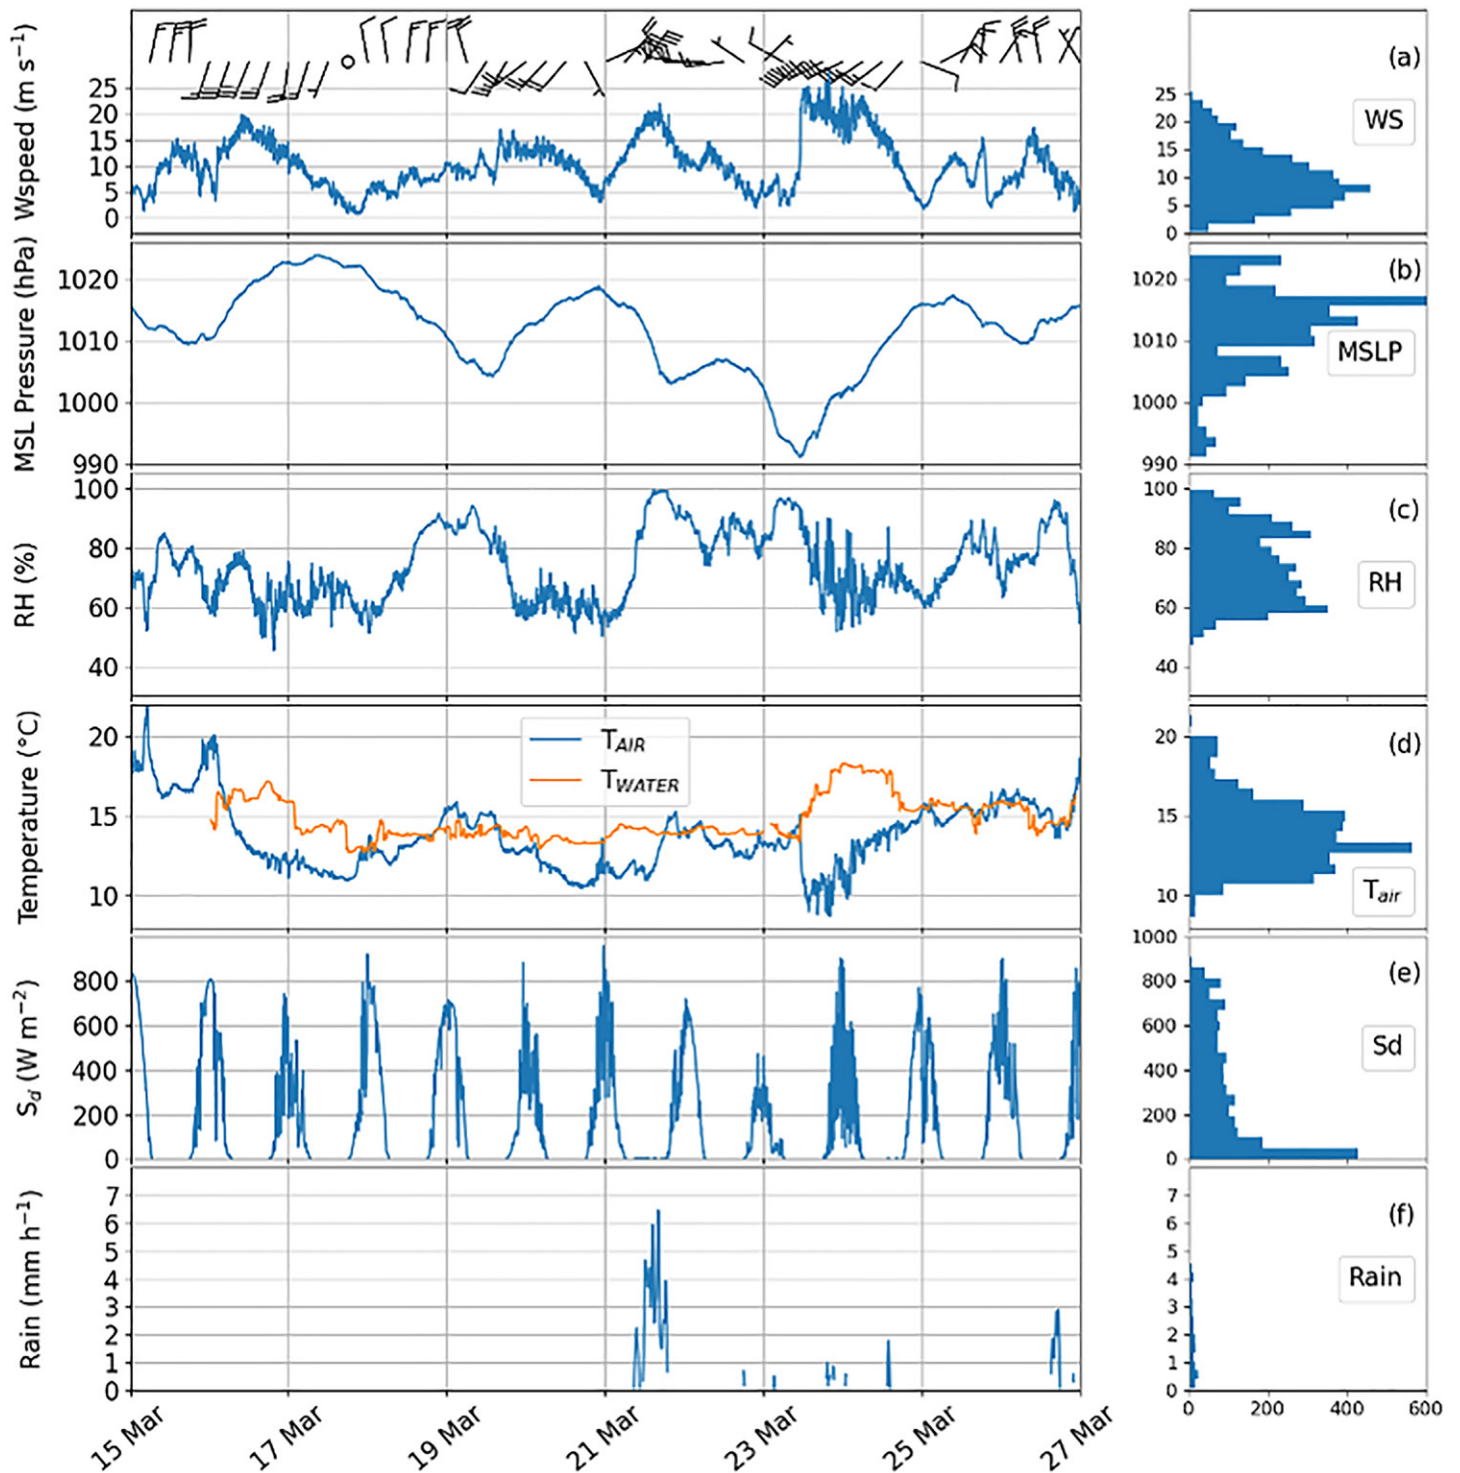 Wspeed (m s⁻¹)
25
20
15
10
5
0
(a)
WS
25
20
15
10
5
0
MSL Pressure (hPa)
1020
1010
1000
990
(b)
MSLP
1020
1010
1000
990
RH (%)
100
80
60
40
(c)
RH
100
80
60
40
Temperature (°C)
20
15
10
T_AIR
T_WATER
(d)
T_air
20
15
10
S_d (W m⁻²)
800
600
400
200
0
(e)
Sd
1000
800
600
400
200
0
Rain (mm h⁻¹)
7
6
5
4
3
2
1
0
(f)
Rain
7
6
5
4
3
2
1
0
15 Mar
17 Mar
19 Mar
21 Mar
23 Mar
25 Mar
27 Mar
0 200 400 600